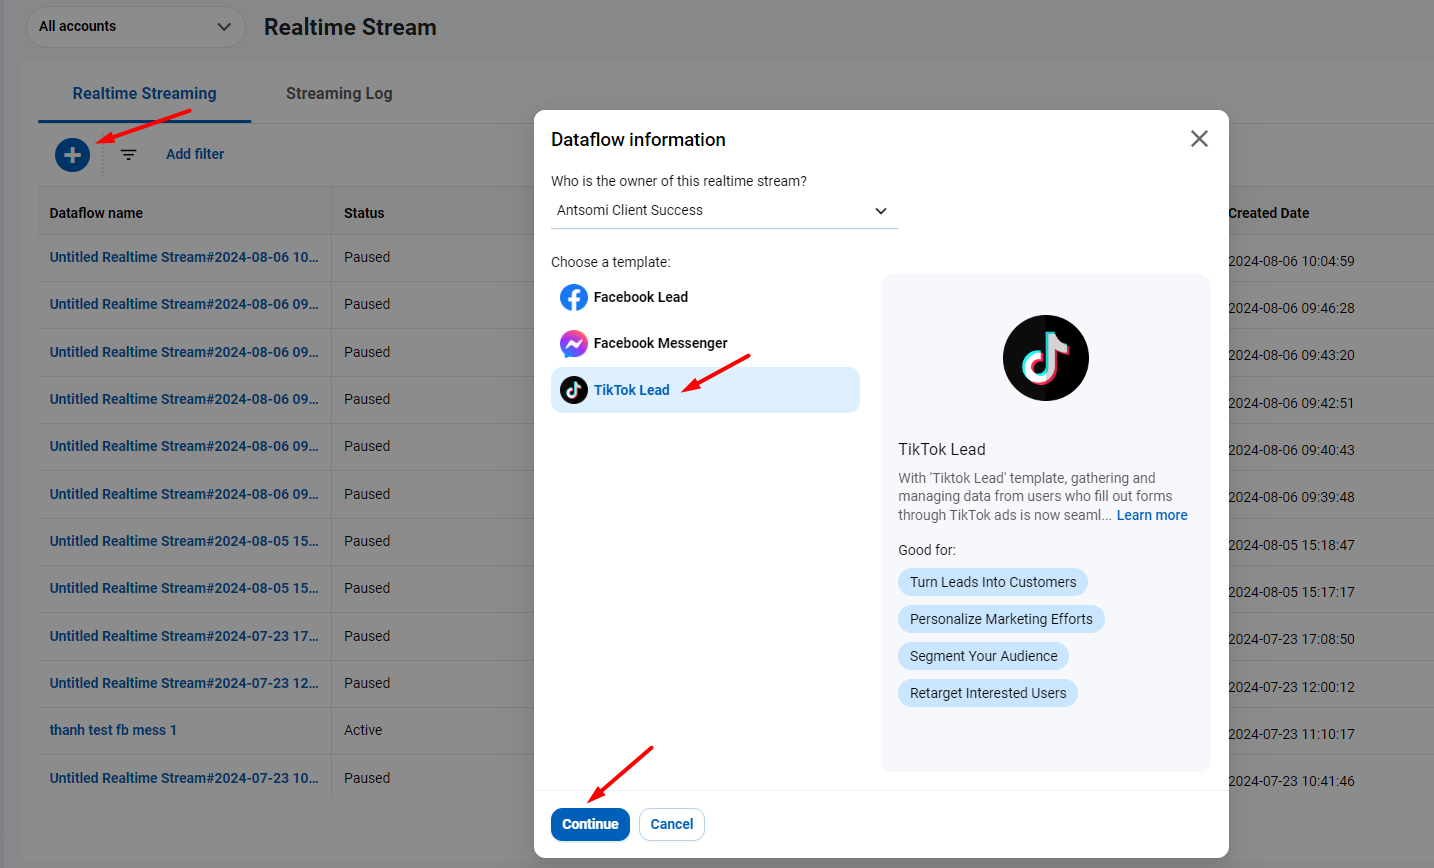 All accounts
Realtime Stream
Realtime Streaming
Streaming Log
Add filter
Dataflow name
Status
Created Date
Untitled Realtime Stream#2024-08-06 10...
Paused
2024-08-06 10:04:59
Untitled Realtime Stream#2024-08-06 09...
Paused
2024-08-06 09:46:28
Untitled Realtime Stream#2024-08-06 09...
Paused
2024-08-06 09:43:20
Untitled Realtime Stream#2024-08-06 09...
Paused
2024-08-06 09:42:51
Untitled Realtime Stream#2024-08-06 09...
Paused
2024-08-06 09:40:43
Untitled Realtime Stream#2024-08-06 09...
Paused
2024-08-06 09:39:48
Untitled Realtime Stream#2024-08-05 15...
Paused
2024-08-05 15:18:47
Untitled Realtime Stream#2024-08-05 15...
Paused
2024-08-05 15:17:17
Untitled Realtime Stream#2024-07-23 17...
Paused
2024-07-23 17:08:50
Untitled Realtime Stream#2024-07-23 12...
Paused
2024-07-23 12:00:12
thanh test fb mess 1
Active
2024-07-23 11:10:17
Untitled Realtime Stream#2024-07-23 10...
Paused
2024-07-23 10:41:46
Dataflow information
Who is the owner of this realtime stream?
Antsomi Client Success
Choose a template:
Facebook Lead
Facebook Messenger
TikTok Lead
TikTok Lead
With 'Tiktok Lead' template, gathering and
managing data from users who fill out forms
through TikTok ads is now seaml... Learn more
Good for:
Turn Leads Into Customers
Personalize Marketing Efforts
Segment Your Audience
Retarget Interested Users
Continue
Cancel